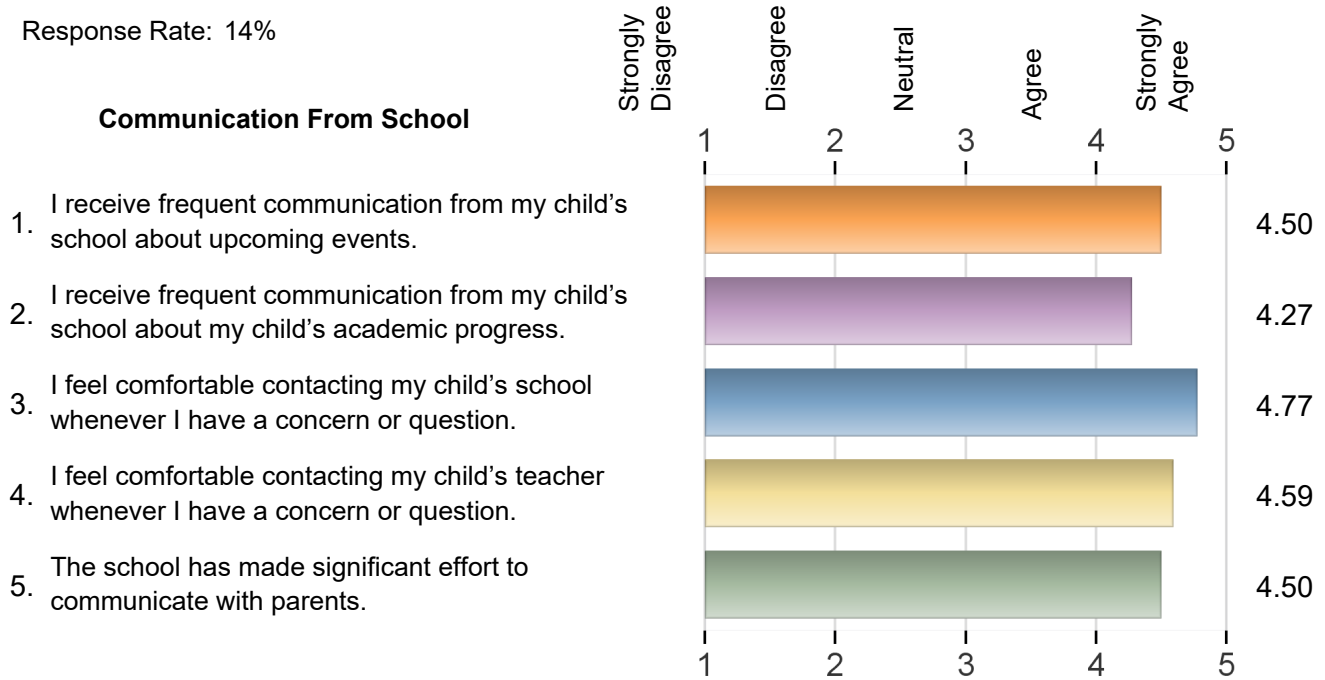 Response Rate: 14%
Strongly
Disagree
Disagree
Neutral
Agree
Strongly
Agree
Communication From School
1 2 3 4 5
1. I receive frequent communication from my child’s
school about upcoming events.
4.50
2. I receive frequent communication from my child’s
school about my child’s academic progress.
4.27
3. I feel comfortable contacting my child’s school
whenever I have a concern or question.
4.77
4. I feel comfortable contacting my child’s teacher
whenever I have a concern or question.
4.59
5. The school has made significant effort to
communicate with parents.
4.50
1 2 3 4 5